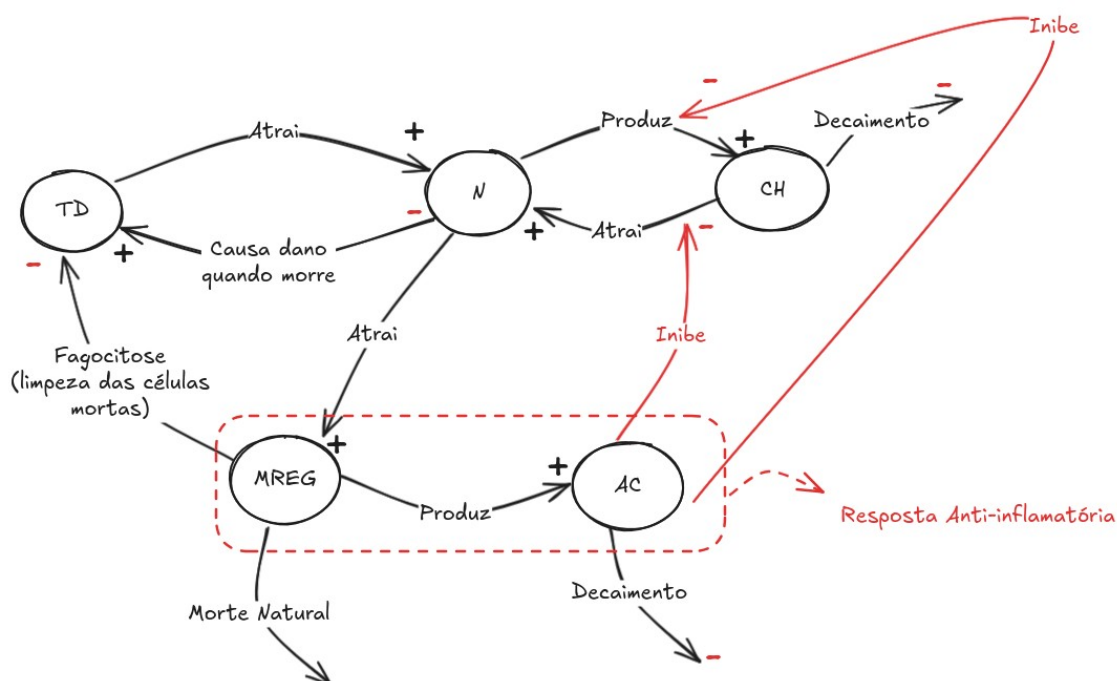 Inibe
-
-
Atrai
+
Produz
+
Decaimento
TD
N
CH
-
+
Causa dano
quando morre
-
+
Atrai
-
Fagocitose
(limpeza das células
mortas)
Atrai
Inibe
+
MREG
Produz
+
AC
Resposta Anti-inflamatória
Morte Natural
Decaimento
-